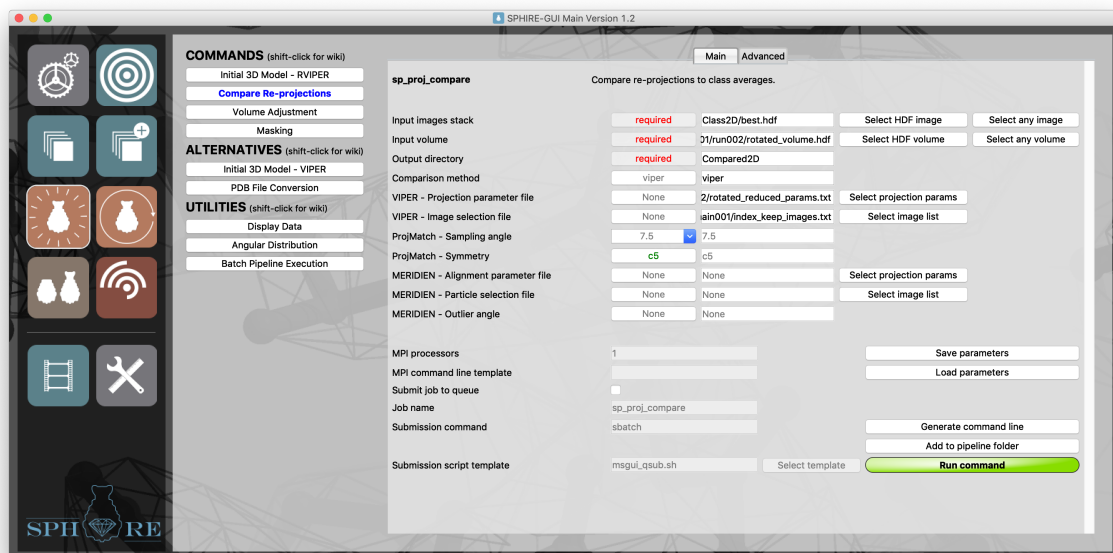 SPHIRE-GUI Main Version 1.2
COMMANDS (shift-click for wiki)
Initial 3D Model - RVIPER
Compare Re-projections
Volume Adjustment
Masking
ALTERNATIVES (shift-click for wiki)
Initial 3D Model - VIPER
PDB File Conversion
UTILITIES (shift-click for wiki)
Display Data
Angular Distribution
Batch Pipeline Execution
SPHIRE
Main Advanced
sp_proj_compare Compare re-projections to class averages.
Input images stack required Class2D/best.hdf Select HDF image Select any image
Input volume required 01/run002/rotated_volume.hdf Select HDF volume Select any volume
Output directory required Compared2D
Comparison method viper viper
VIPER - Projection parameter file None 2/rotated_reduced_params.txt Select projection params
VIPER - Image selection file None ain001/index_keep_images.txt Select image list
ProjMatch - Sampling angle 7.5 7.5
ProjMatch - Symmetry c5 c5
MERIDIEN - Alignment parameter file None None Select projection params
MERIDIEN - Particle selection file None None Select image list
MERIDIEN - Outlier angle None None
MPI processors 1 Save parameters
MPI command line template Load parameters
Submit job to queue
Job name sp_proj_compare
Submission command sbatch Generate command line
Add to pipeline folder
Submission script template msgui_qsub.sh Select template Run command